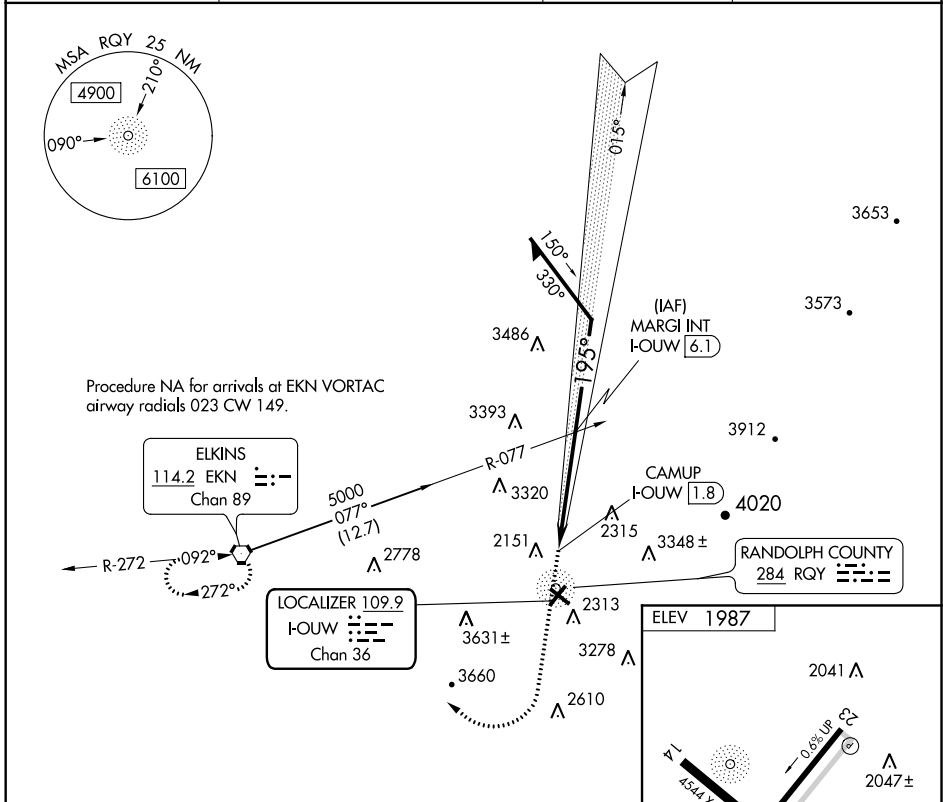 MSA RQY 25 NM
210°
4900
090°
6100
015°
3653
150°
330°
3573
(IAF)
MARGI INT
I-OUW 6.1
3486
195°
Procedure NA for arrivals at EKN VORTAC
airway radials 023 CW 149.
3393
3912
R-077
ELKINS
114.2 EKN
Chan 89
CAMUP
I-OUW 1.8
3320
5000
077°
(12.7)
4020
2315
2151
3348±
R-272
092°
2778
RANDOLPH COUNTY
284 RQY
272°
LOCALIZER 109.9
I-OUW
Chan 36
2313
3631±
ELEV 1987
3278
3660
2041
2610
23
0.6% UP
P
14
2047±
4544 X